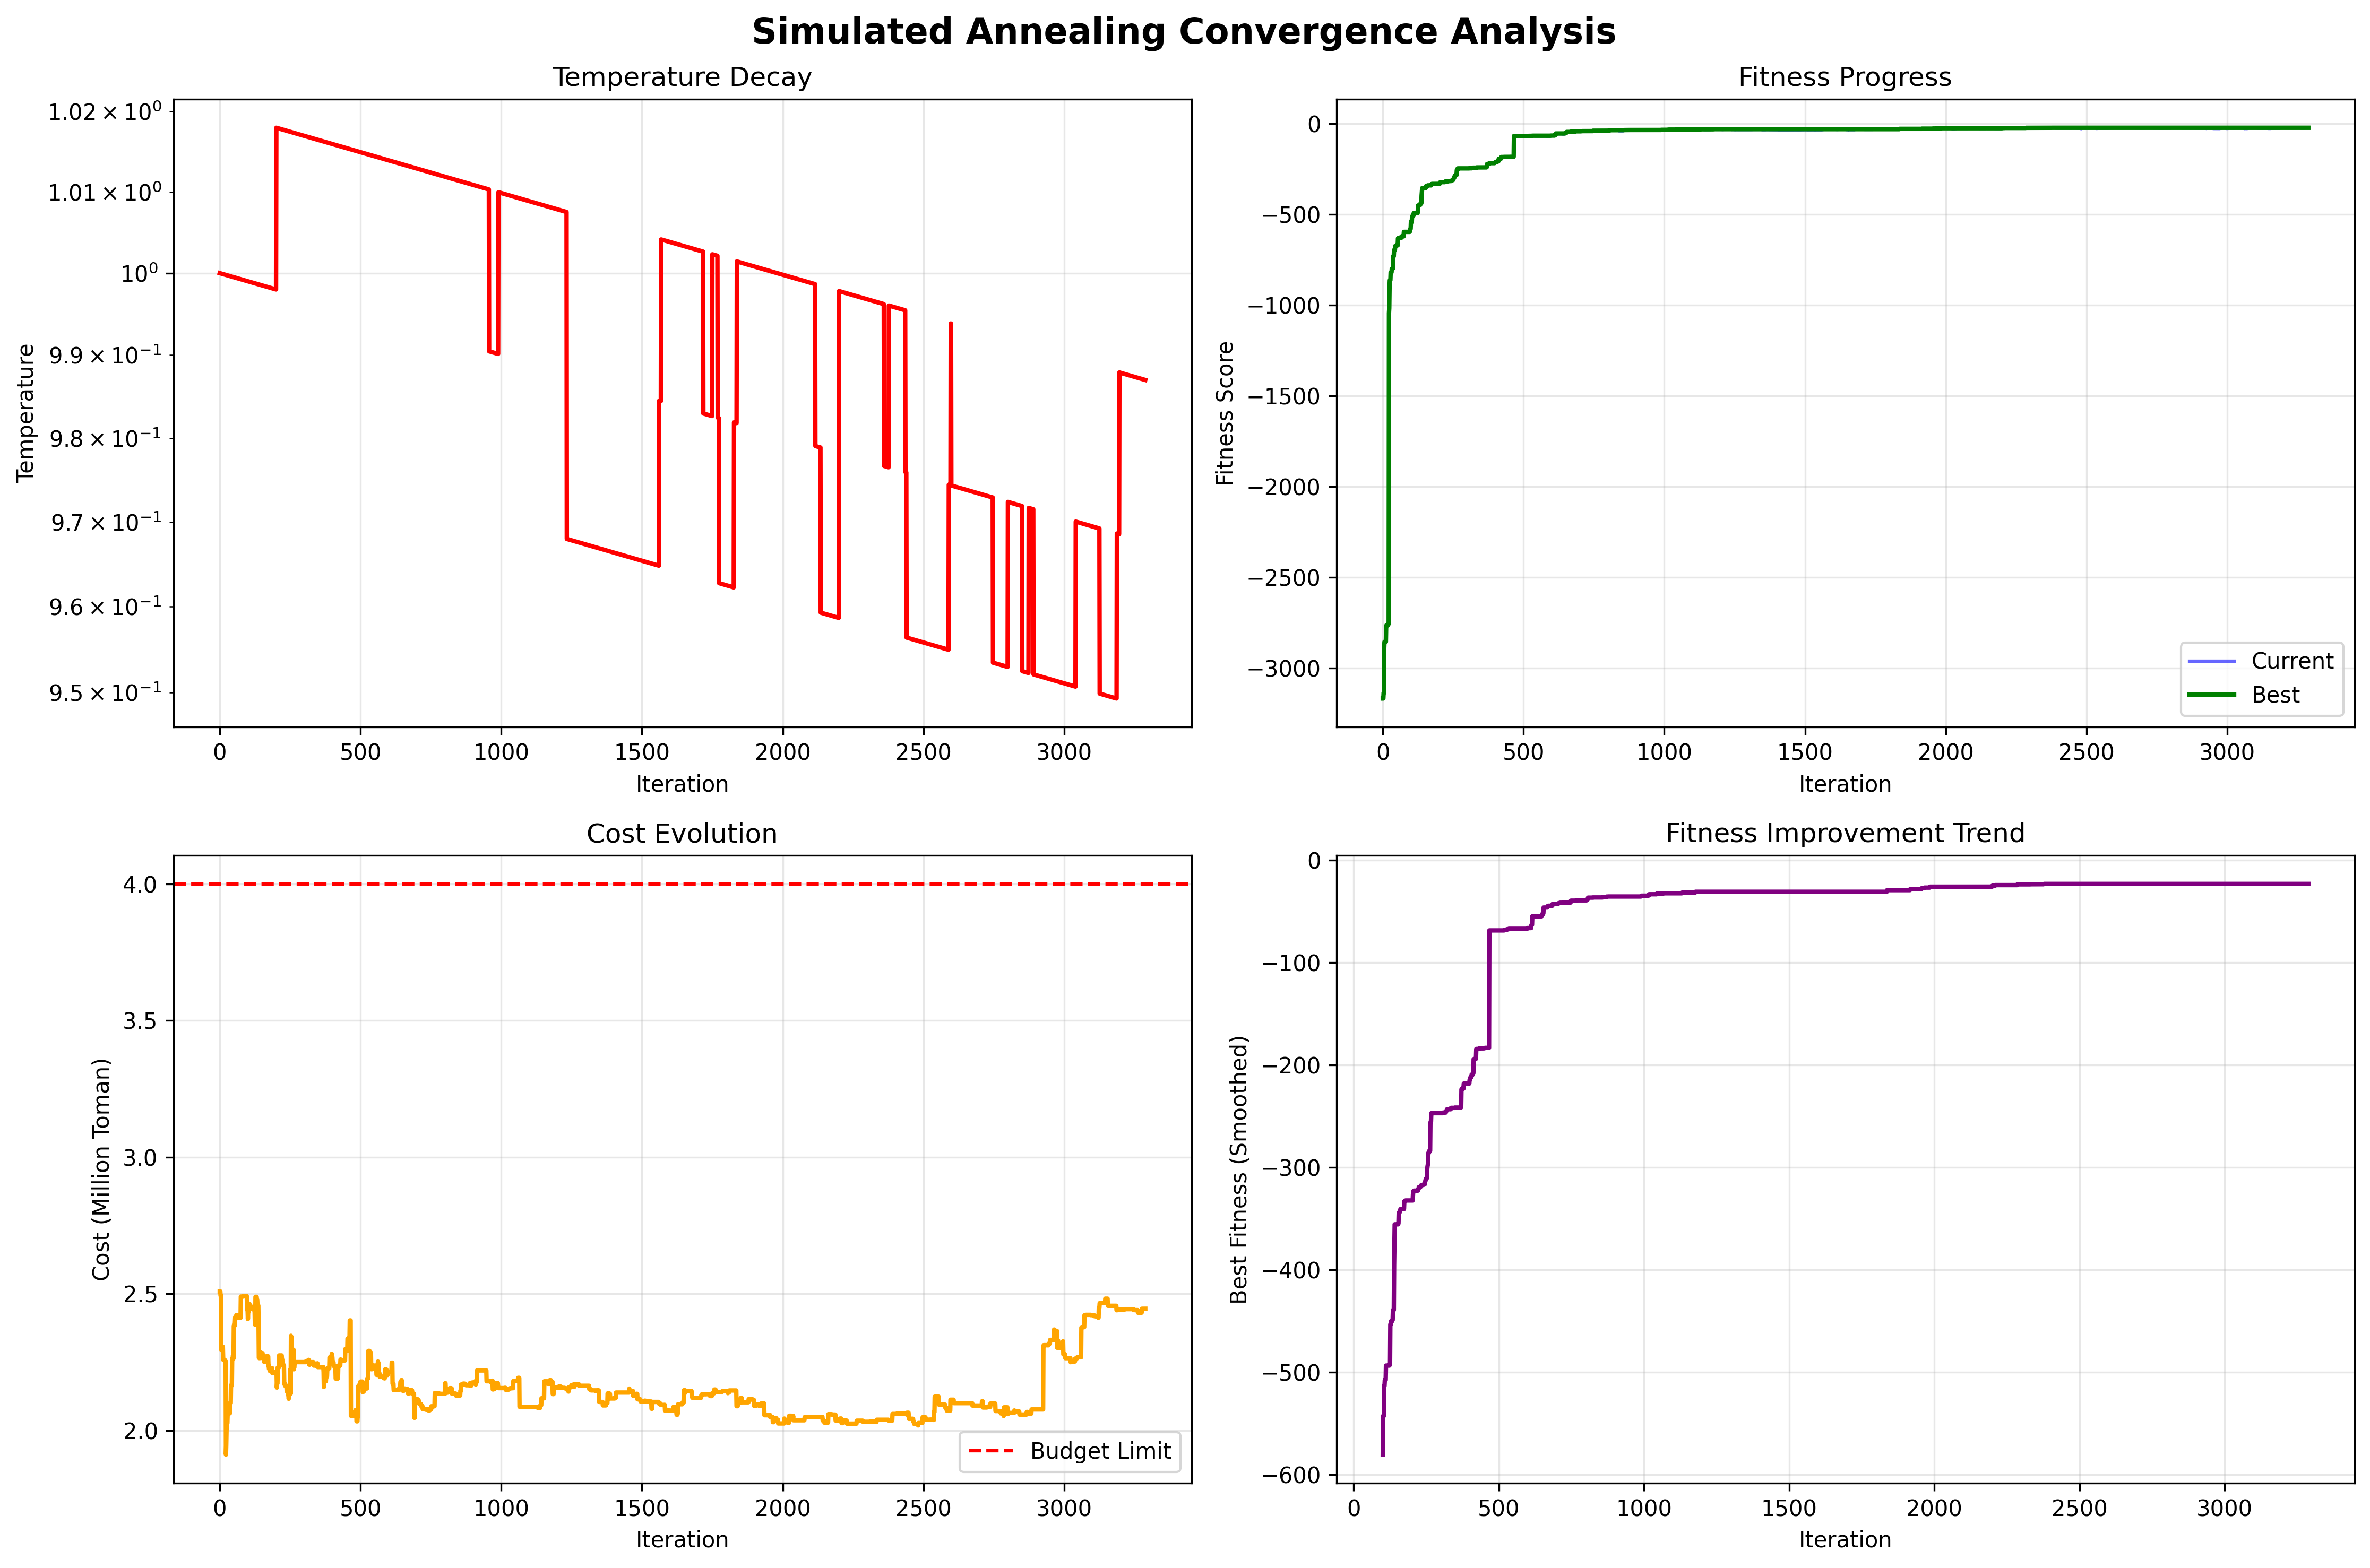 Simulated Annealing Convergence Analysis
Temperature Decay
1.02 × 10⁰
1.01 × 10⁰
10⁰
9.9 × 10⁻¹
9.8 × 10⁻¹
9.7 × 10⁻¹
9.6 × 10⁻¹
9.5 × 10⁻¹
Temperature
0 500 1000 1500 2000 2500 3000
Iteration
Fitness Progress
0
−500
−1000
−1500
−2000
−2500
−3000
Fitness Score
Current
Best
0 500 1000 1500 2000 2500 3000
Iteration
Cost Evolution
4.0
3.5
3.0
2.5
2.0
Cost (Million Toman)
Budget Limit
0 500 1000 1500 2000 2500 3000
Iteration
Fitness Improvement Trend
0
−100
−200
−300
−400
−500
−600
Best Fitness (Smoothed)
0 500 1000 1500 2000 2500 3000
Iteration